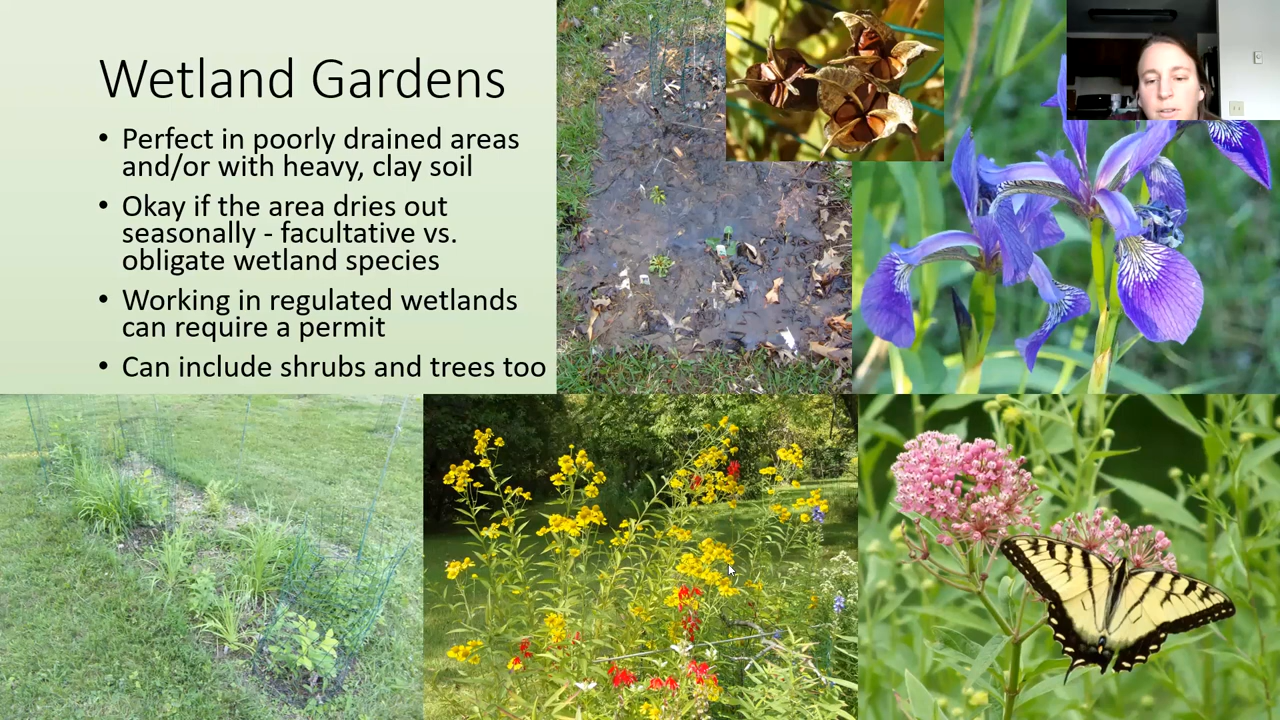 Wetland Gardens
• Perfect in poorly drained areas
and/or with heavy, clay soil
• Okay if the area dries out
seasonally - facultative vs.
obligate wetland species
• Working in regulated wetlands
can require a permit
• Can include shrubs and trees too